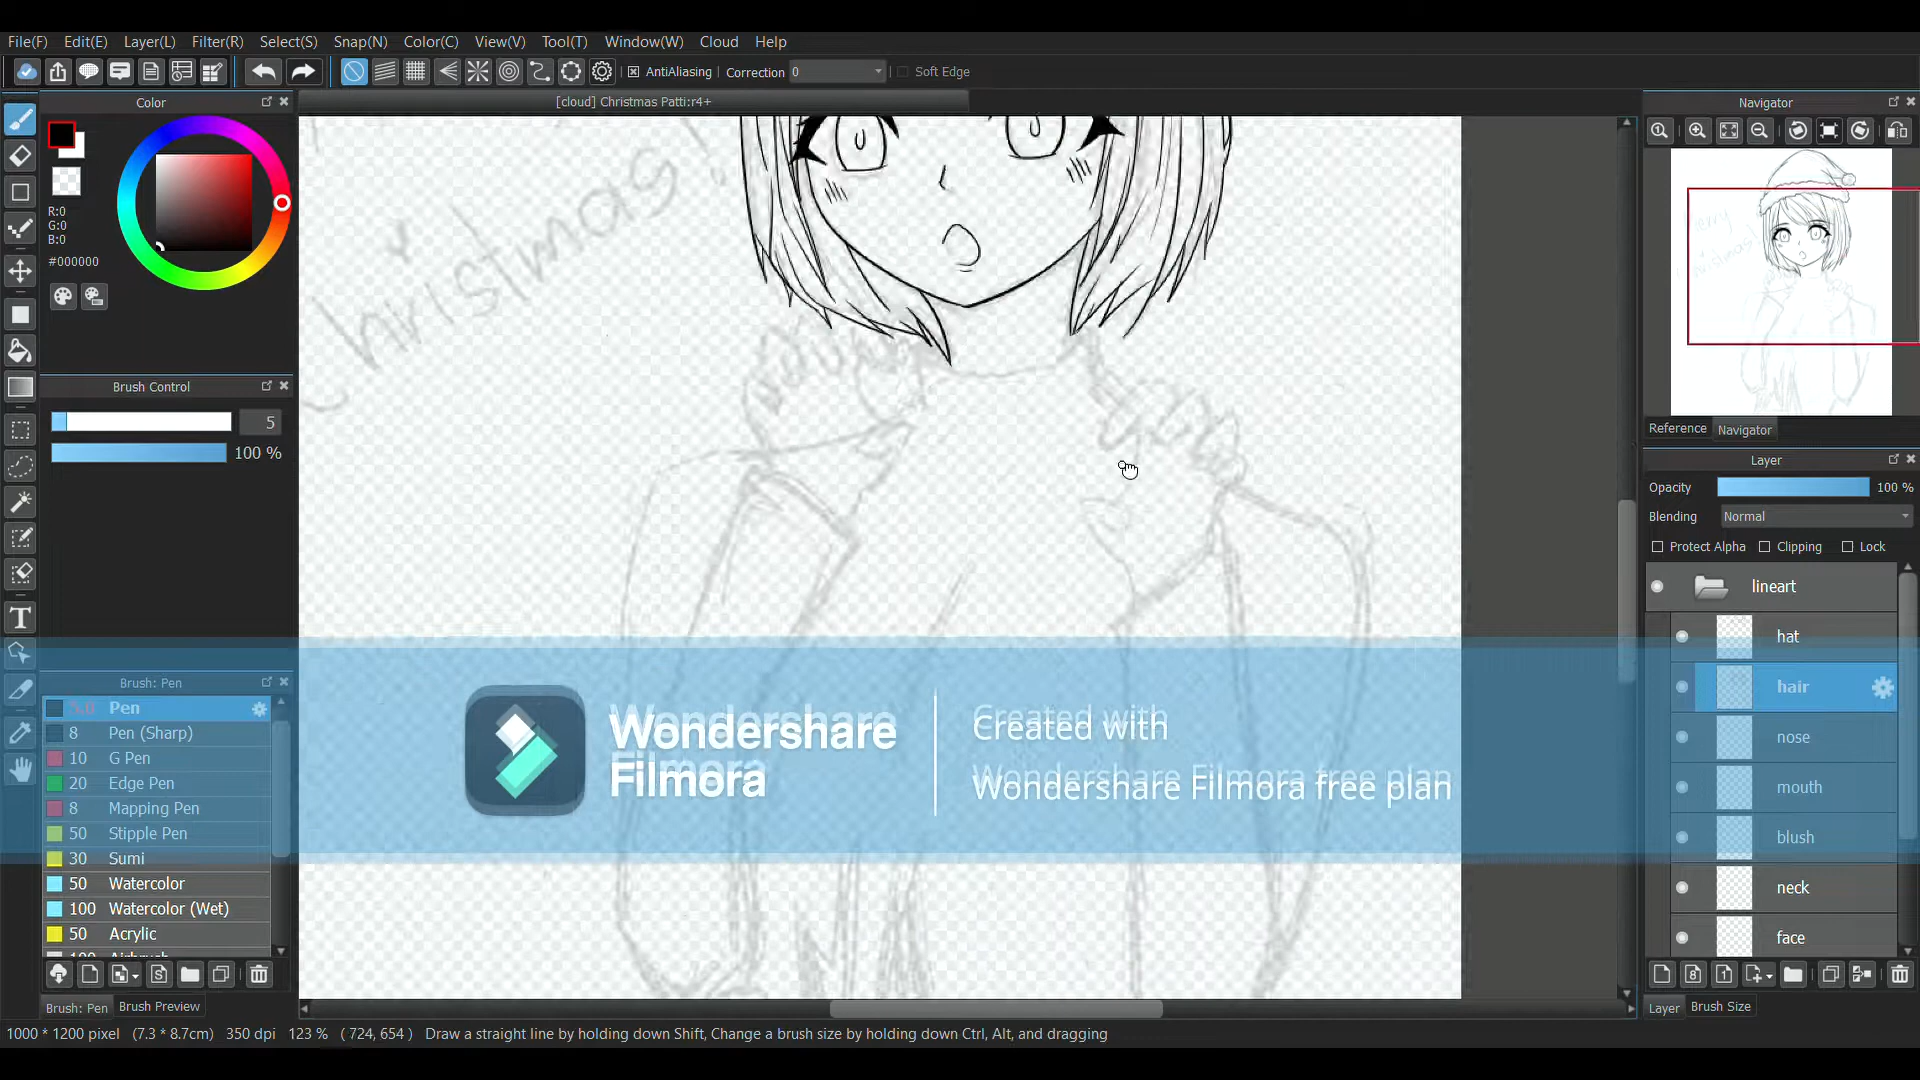 File(F) Edit(E) Layer(L) Filter(R) Select(S) Snap(N) Color(C) View(V) Tool(T) Window(W) Cloud Help
AntiAliasing Correction 0 Soft Edge
Color
[cloud] Christmas Patti:r4+
Navigator
R:0
G:0
B:0
#000000
christmas!
Merry
christmas!
Brush Control
5
100 %
Reference Navigator
Layer
Opacity 100 %
Blending Normal
Protect Alpha Clipping Lock
lineart
hat
hair
nose
mouth
blush
neck
face
Brush: Pen
5.0 Pen
8 Pen (Sharp)
10 G Pen
20 Edge Pen
8 Mapping Pen
50 Stipple Pen
30 Sumi
50 Watercolor
100 Watercolor (Wet)
50 Acrylic
Wondershare
Filmora
Created with
Wondershare Filmora free plan
Brush: Pen Brush Preview
Layer Brush Size
1000 * 1200 pixel (7.3 * 8.7cm) 350 dpi 123 % ( 724, 654 ) Draw a straight line by holding down Shift, Change a brush size by holding down Ctrl, Alt, and dragging